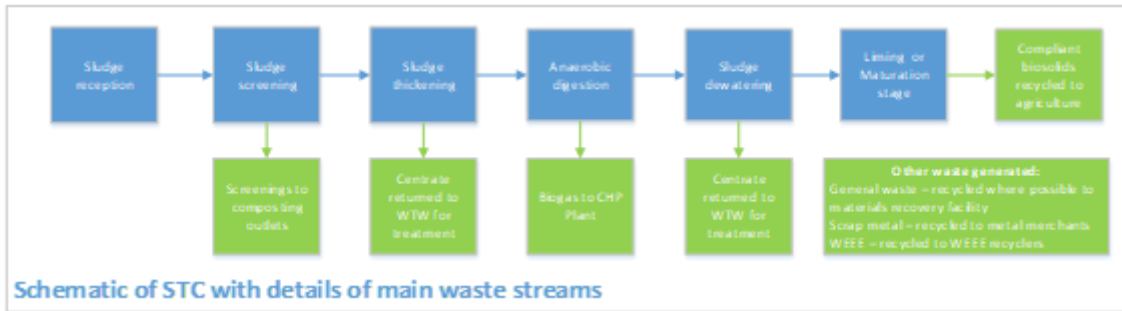 Sludge
reception
Sludge
screening
Sludge
thickening
Anaerobic
digestion
Sludge
dewatering
Liming or
Maturation
stage
Compliant
biosolids
recycled to
agriculture
Screenings to
composting
outlets
Centrate
returned to
WTW for
treatment
Biogas to CHP
Plant
Centrate
returned to
WTW for
treatment
Other waste generated:
General waste – recycled where possible to
materials recovery facility
Scrap metal – recycled to metal merchants
WEEE – recycled to WEEE recyclers
Schematic of STC with details of main waste streams